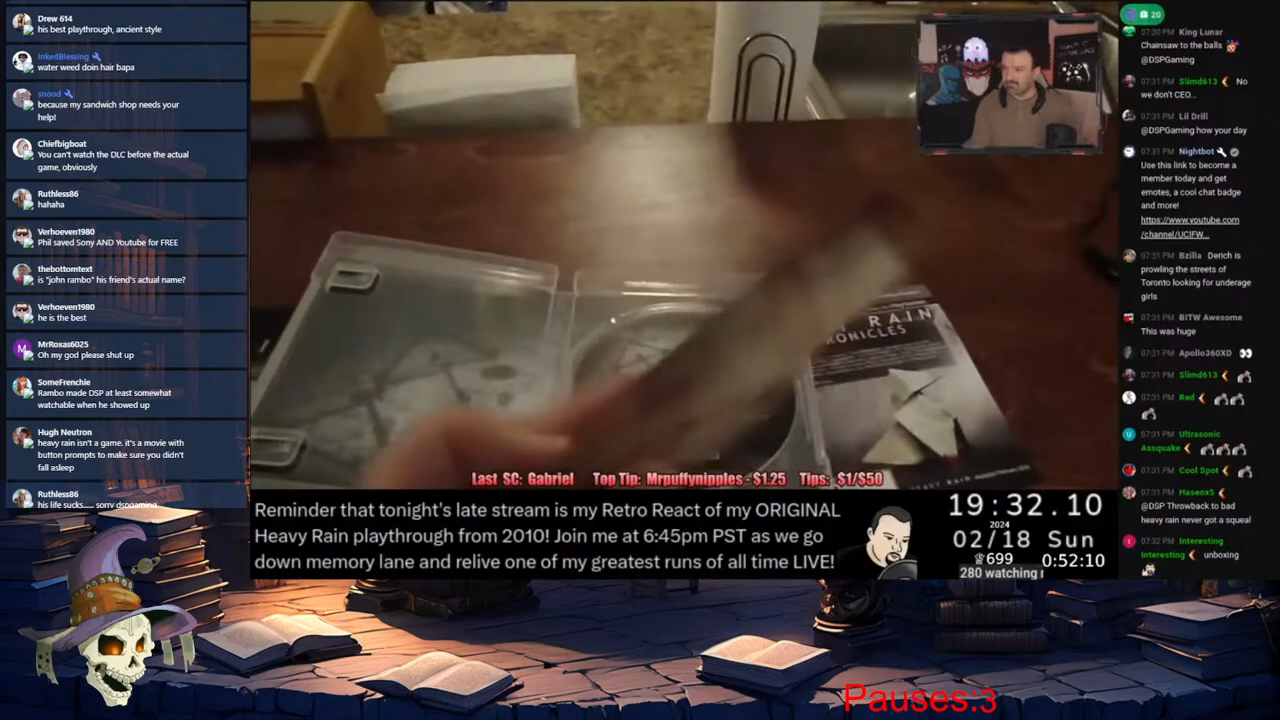 Drew 614
his best playthrough, ancient style
InkedBlessing
water weed doin hair bapa
snood
because my sandwich shop needs your
help!
Chiefbigboat
You can't watch the DLC before the actual
game, obviously
Ruthless86
hahaha
Verhoeven1980
Phil saved Sony AND Youtube for FREE
thebottomtext
is "john rambo" his friend's actual name?
Verhoeven1980
he is the best
M MrRoxas6025
Oh my god please shut up
SomeFrenchie
Rambo made DSP at least somewhat
watchable when he showed up
Hugh Neutron
heavy rain isn't a game. it's a movie with
button prompts to make sure you didn't
fall asleep
Ruthless86
his life sucks..... sorry dspgaming
RAIN
Last SC: Gabriel Top Tip: Mrpuffynipples - $1.25 Tips: $1/$50
Reminder that tonight's late stream is my Retro React of my ORIGINAL
Heavy Rain playthrough from 2010! Join me at 6:45pm PST as we go
down memory lane and relive one of my greatest runs of all time LIVE!
19:32.10
2024
02/18 Sun
699
0:52:10
280 watching
20
07:30 PM King Lunar
Chainsaw to the balls
@DSPGaming
07:31 PM Slimd613 No
we don't CEO...
07:31 PM Lil Drill
@DSPGaming how your day
07:31 PM Nightbot
Use this link to become a
member today and get
emotes, a cool chat badge
and more!
https://www.youtube.com
/channel/UClFW...
07:31 PM Bzilla Derich is
prowling the streets of
Toronto looking for underage
girls
07:31 PM BITW Awesome
This was huge
07:31 PM Apollo360XD
07:31 PM Slimd613
07:31 PM Red
U 07:31 PM Ultrasonic
Assquake
07:31 PM Cool Spot
07:31 PM Haseox5
@DSP Throwback to bad
heavy rain never got a squeal
I 07:32 PM Interesting
Interesting unboxing
Pauses:3